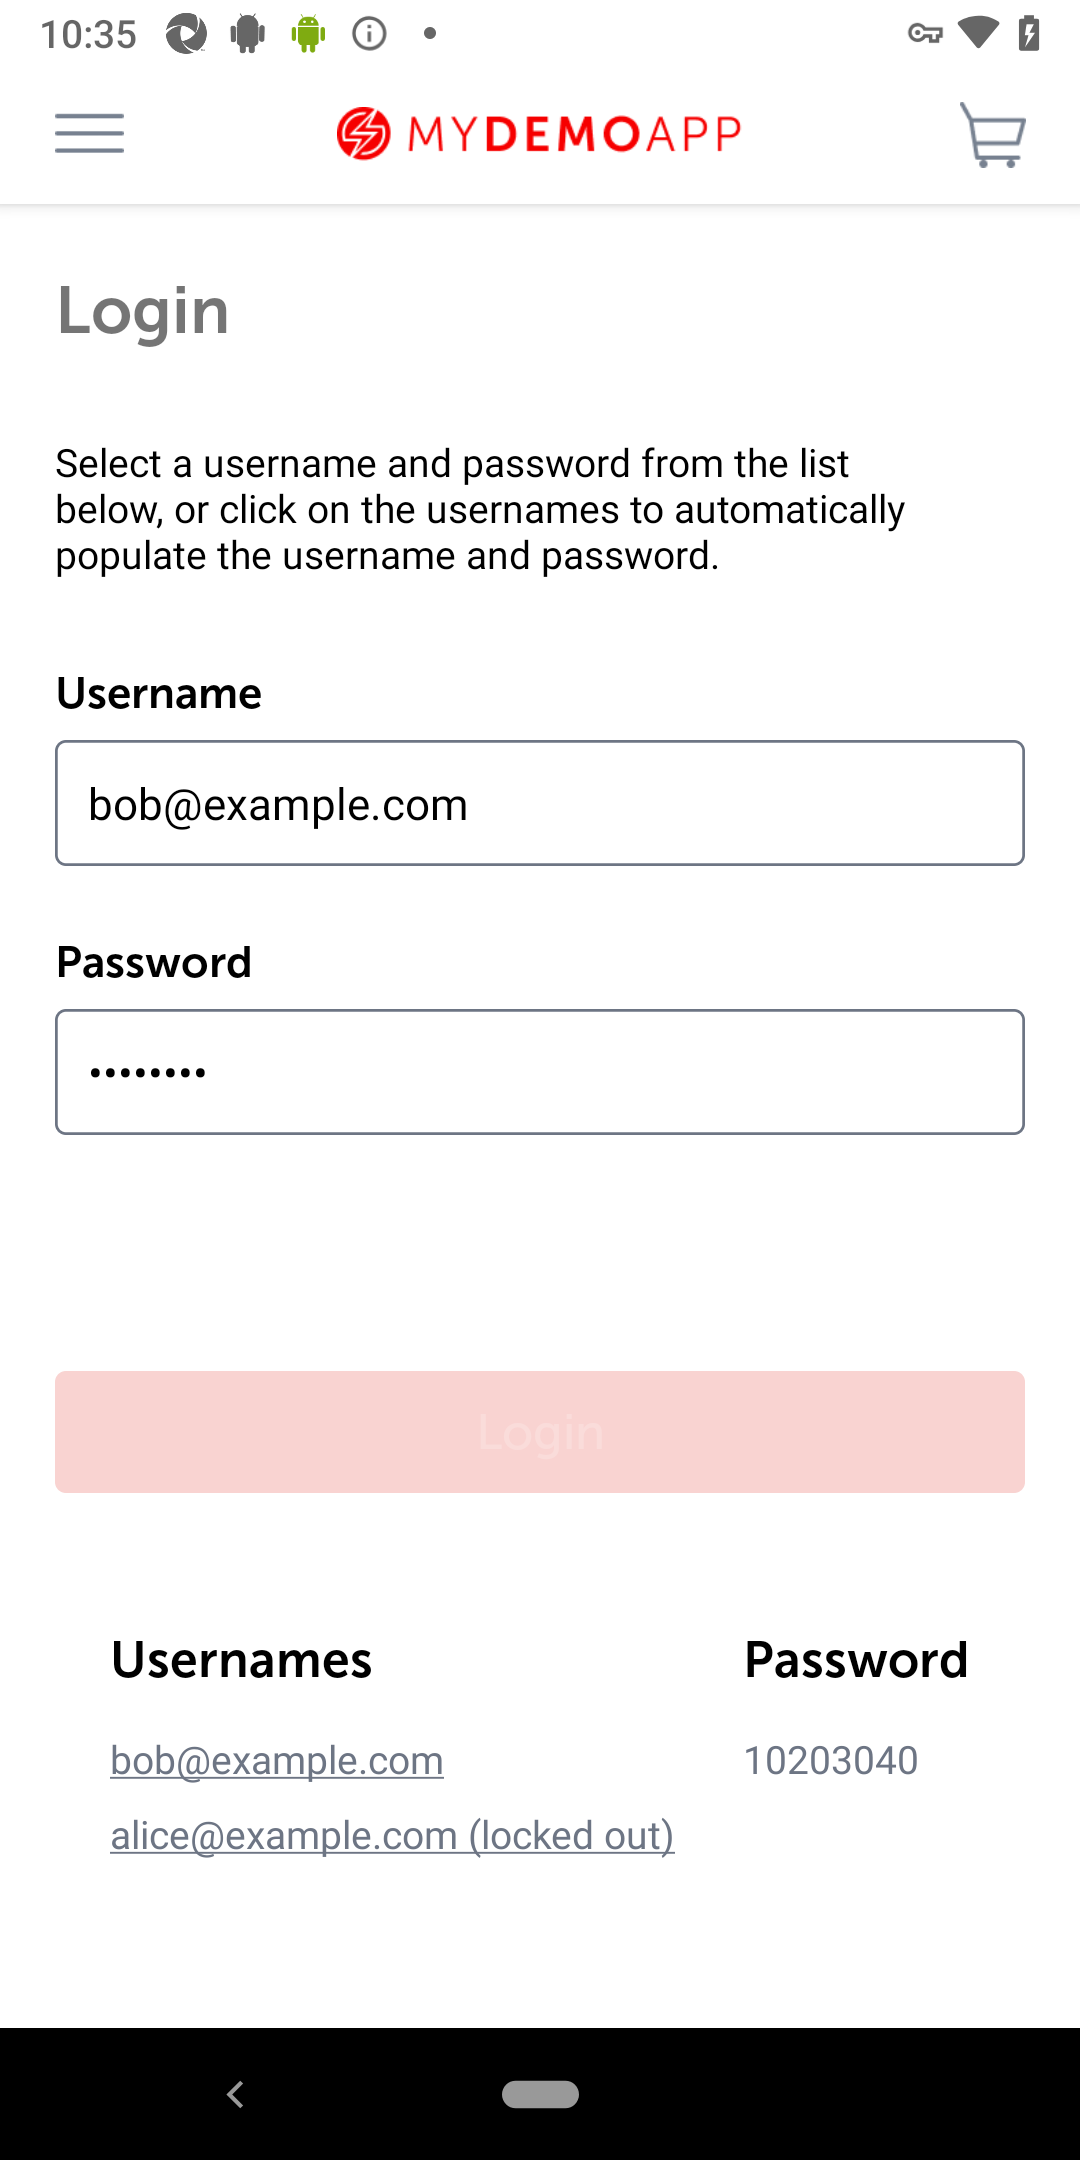 10:35
MYDEMOAPP
Login
Select a username and password from the list
below, or click on the usernames to automatically
populate the username and password.
Username
bob@example.com
Password
••••••••
Login
Usernames Password
bob@example.com 10203040
alice@example.com (locked out)